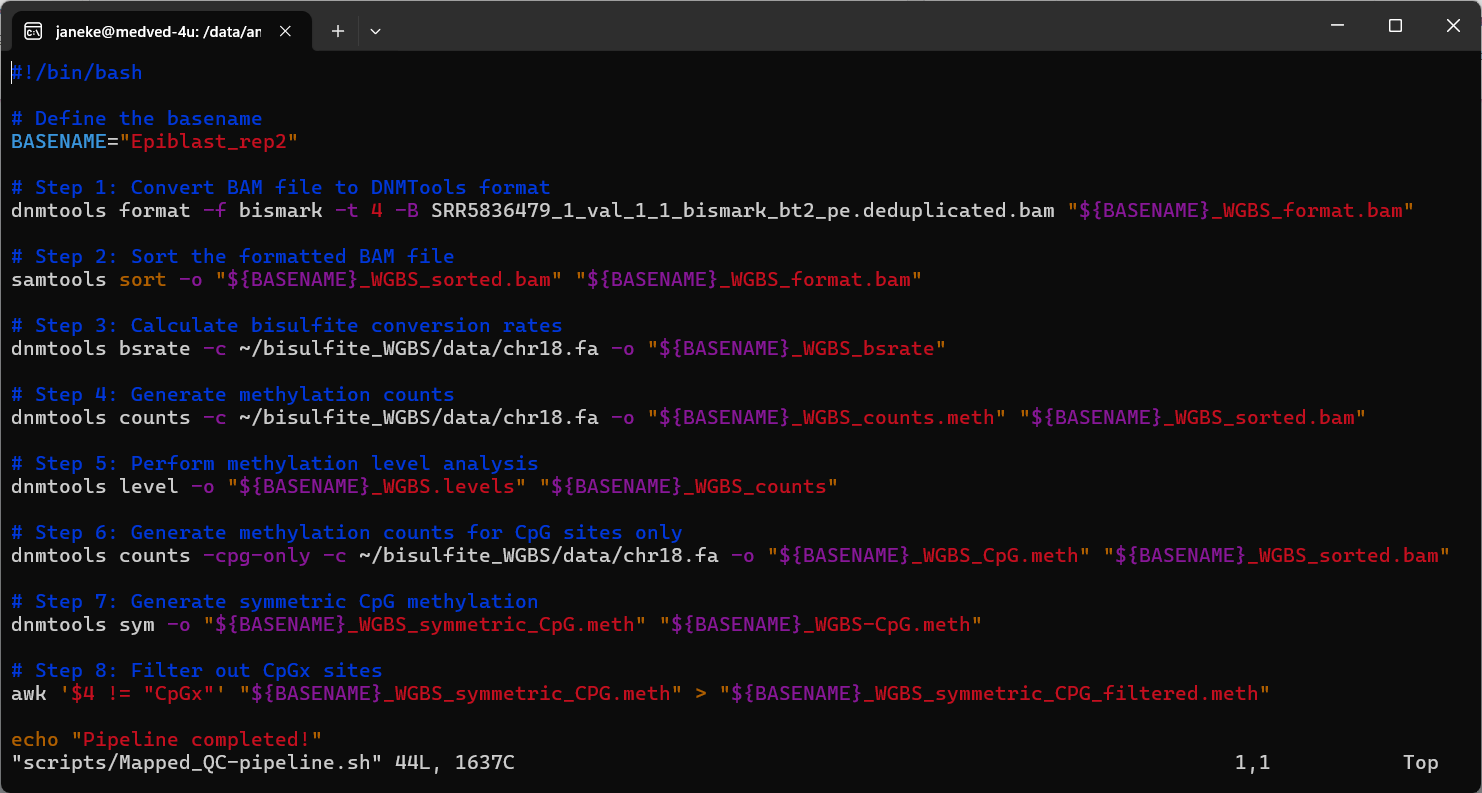 janeke@medved-4u: /data/an
#!/bin/bash
# Define the basename
BASENAME="Epiblast_rep2"
# Step 1: Convert BAM file to DNMTools format
dnmtools format -f bismark -t 4 -B SRR5836479_1_val_1_1_bismark_bt2_pe.deduplicated.bam "${BASENAME}_WGBS_format.bam"
# Step 2: Sort the formatted BAM file
samtools sort -o "${BASENAME}_WGBS_sorted.bam" "${BASENAME}_WGBS_format.bam"
# Step 3: Calculate bisulfite conversion rates
dnmtools bsrate -c ~/bisulfite_WGBS/data/chr18.fa -o "${BASENAME}_WGBS_bsrate"
# Step 4: Generate methylation counts
dnmtools counts -c ~/bisulfite_WGBS/data/chr18.fa -o "${BASENAME}_WGBS_counts.meth" "${BASENAME}_WGBS_sorted.bam"
# Step 5: Perform methylation level analysis
dnmtools level -o "${BASENAME}_WGBS.levels" "${BASENAME}_WGBS_counts"
# Step 6: Generate methylation counts for CpG sites only
dnmtools counts -cpg-only -c ~/bisulfite_WGBS/data/chr18.fa -o "${BASENAME}_WGBS_CpG.meth" "${BASENAME}_WGBS_sorted.bam"
# Step 7: Generate symmetric CpG methylation
dnmtools sym -o "${BASENAME}_WGBS_symmetric_CpG.meth" "${BASENAME}_WGBS-CpG.meth"
# Step 8: Filter out CpGx sites
awk '$4 != "CpGx"' "${BASENAME}_WGBS_symmetric_CPG.meth" > "${BASENAME}_WGBS_symmetric_CPG_filtered.meth"
echo "Pipeline completed!"
"scripts/Mapped_QC-pipeline.sh" 44L, 1637C 1,1 Top